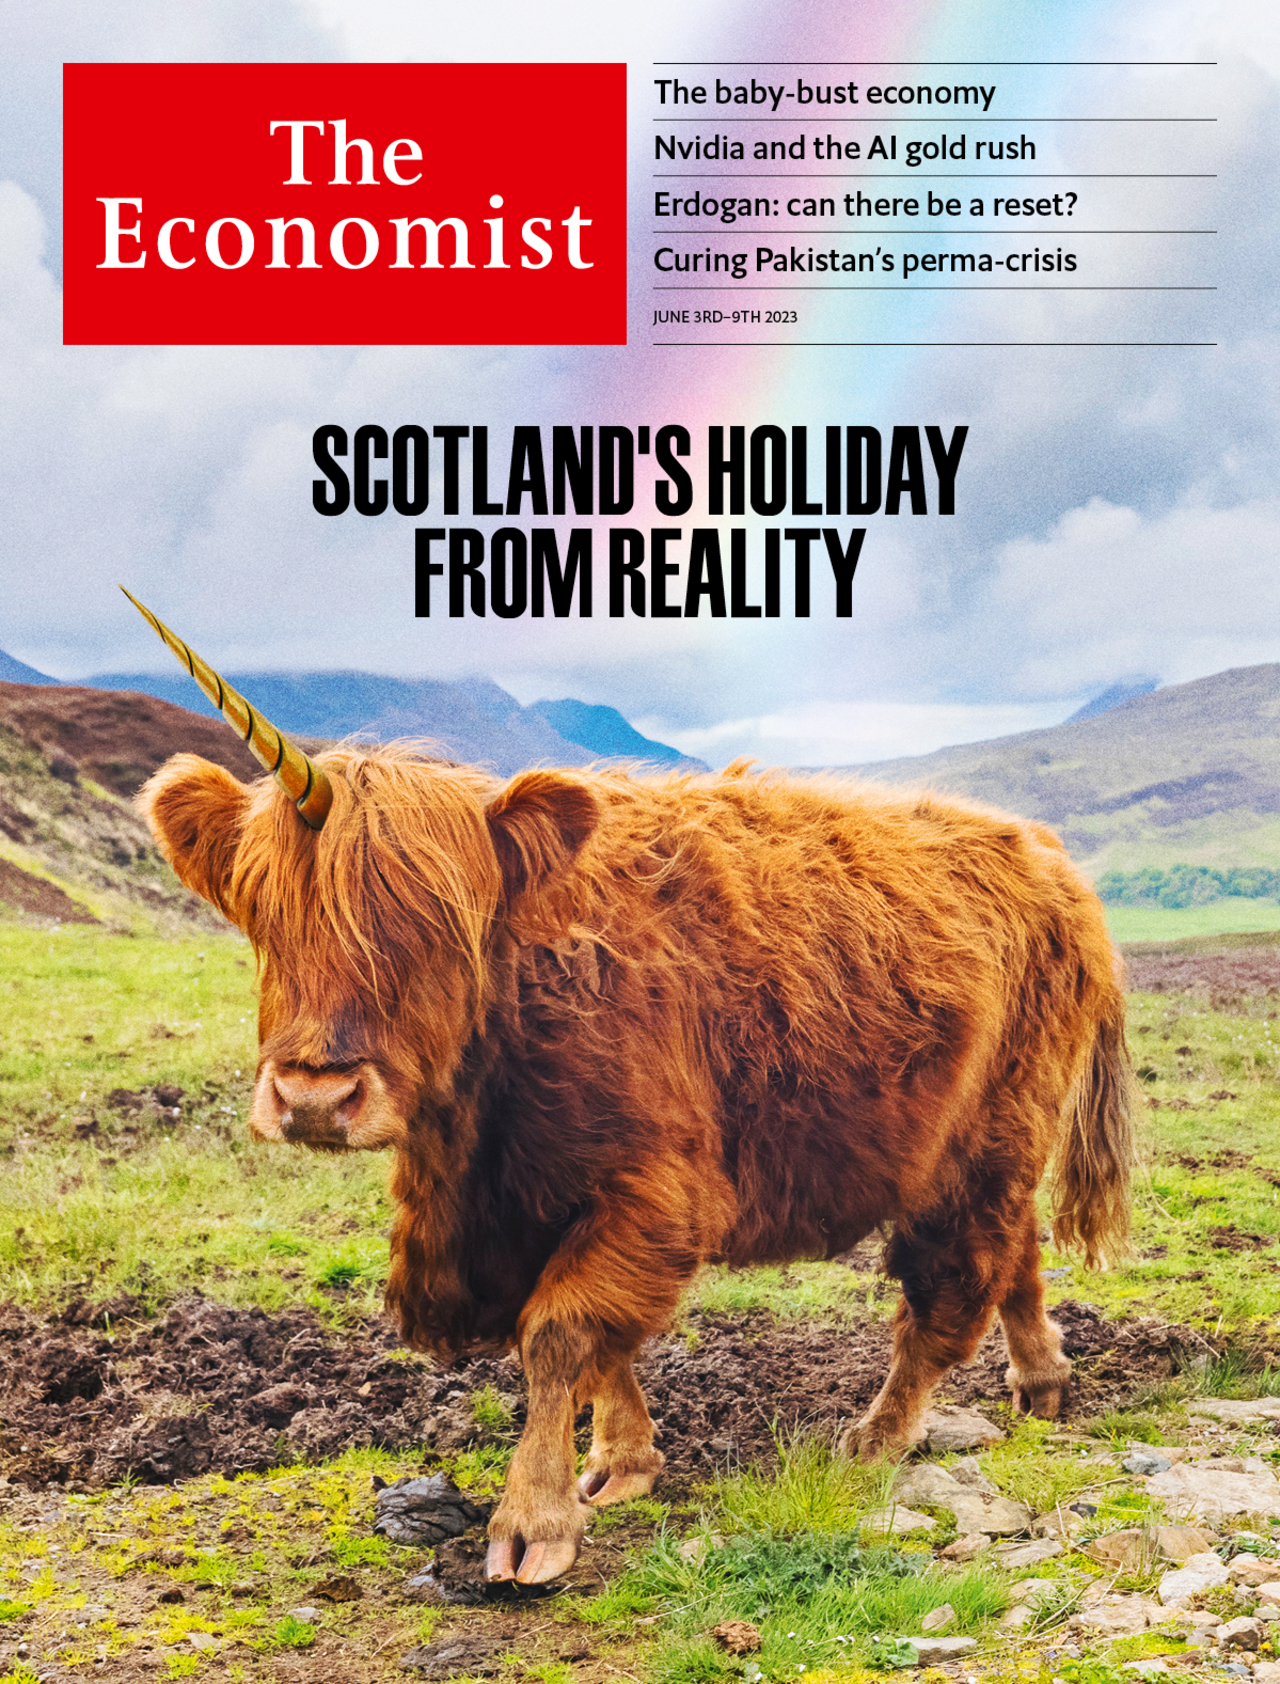 The
Economist
The baby-bust economy
Nvidia and the AI gold rush
Erdogan: can there be a reset?
Curing Pakistan’s perma-crisis
JUNE 3RD–9TH 2023
SCOTLAND'S HOLIDAY
FROM REALITY